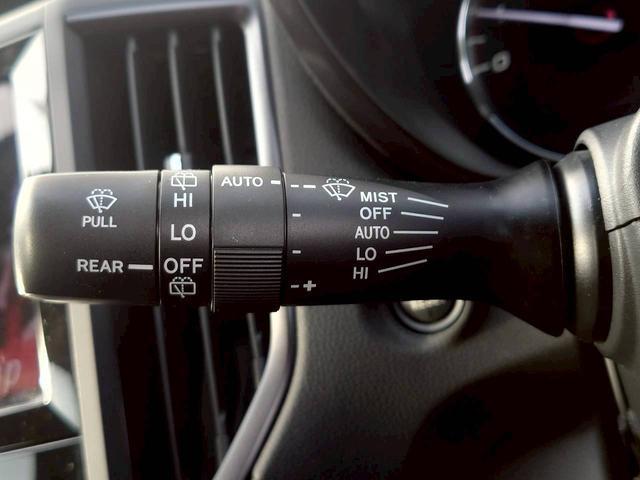 PULL
REAR
HI
LO
OFF
AUTO
- +
MIST
OFF
AUTO
LO
HI